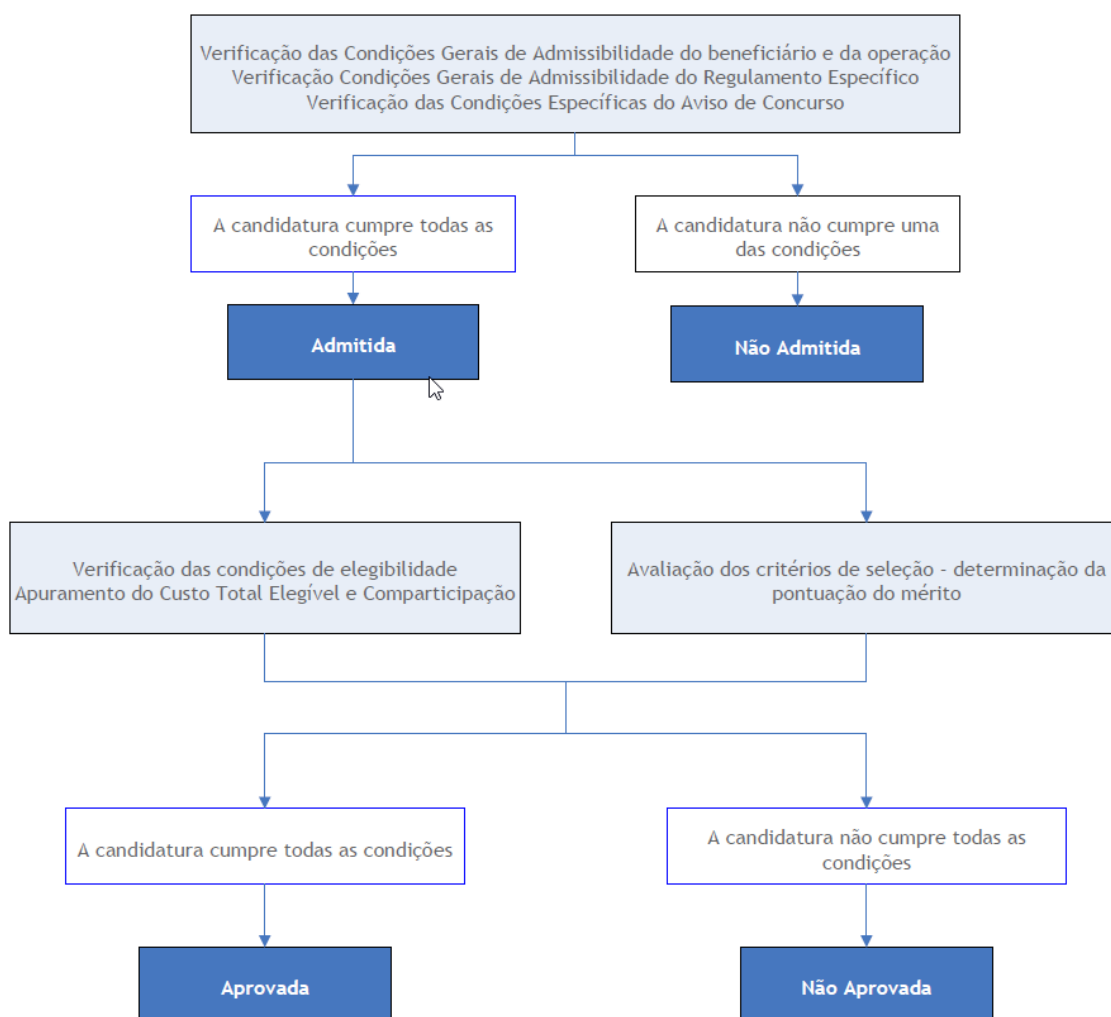 Verificação das Condições Gerais de Admissibilidade do beneficiário e da operação
Verificação Condições Gerais de Admissibilidade do Regulamento Específico
Verificação das Condições Específicas do Aviso de Concurso
A candidatura cumpre todas as
condições
A candidatura não cumpre uma
das condições
Admitida
Não Admitida
Verificação das condições de elegibilidade
Apuramento do Custo Total Elegível e Comparticipação
Avaliação dos critérios de seleção - determinação da
pontuação do mérito
A candidatura cumpre todas as condições
A candidatura não cumpre todas as
condições
Aprovada
Não Aprovada